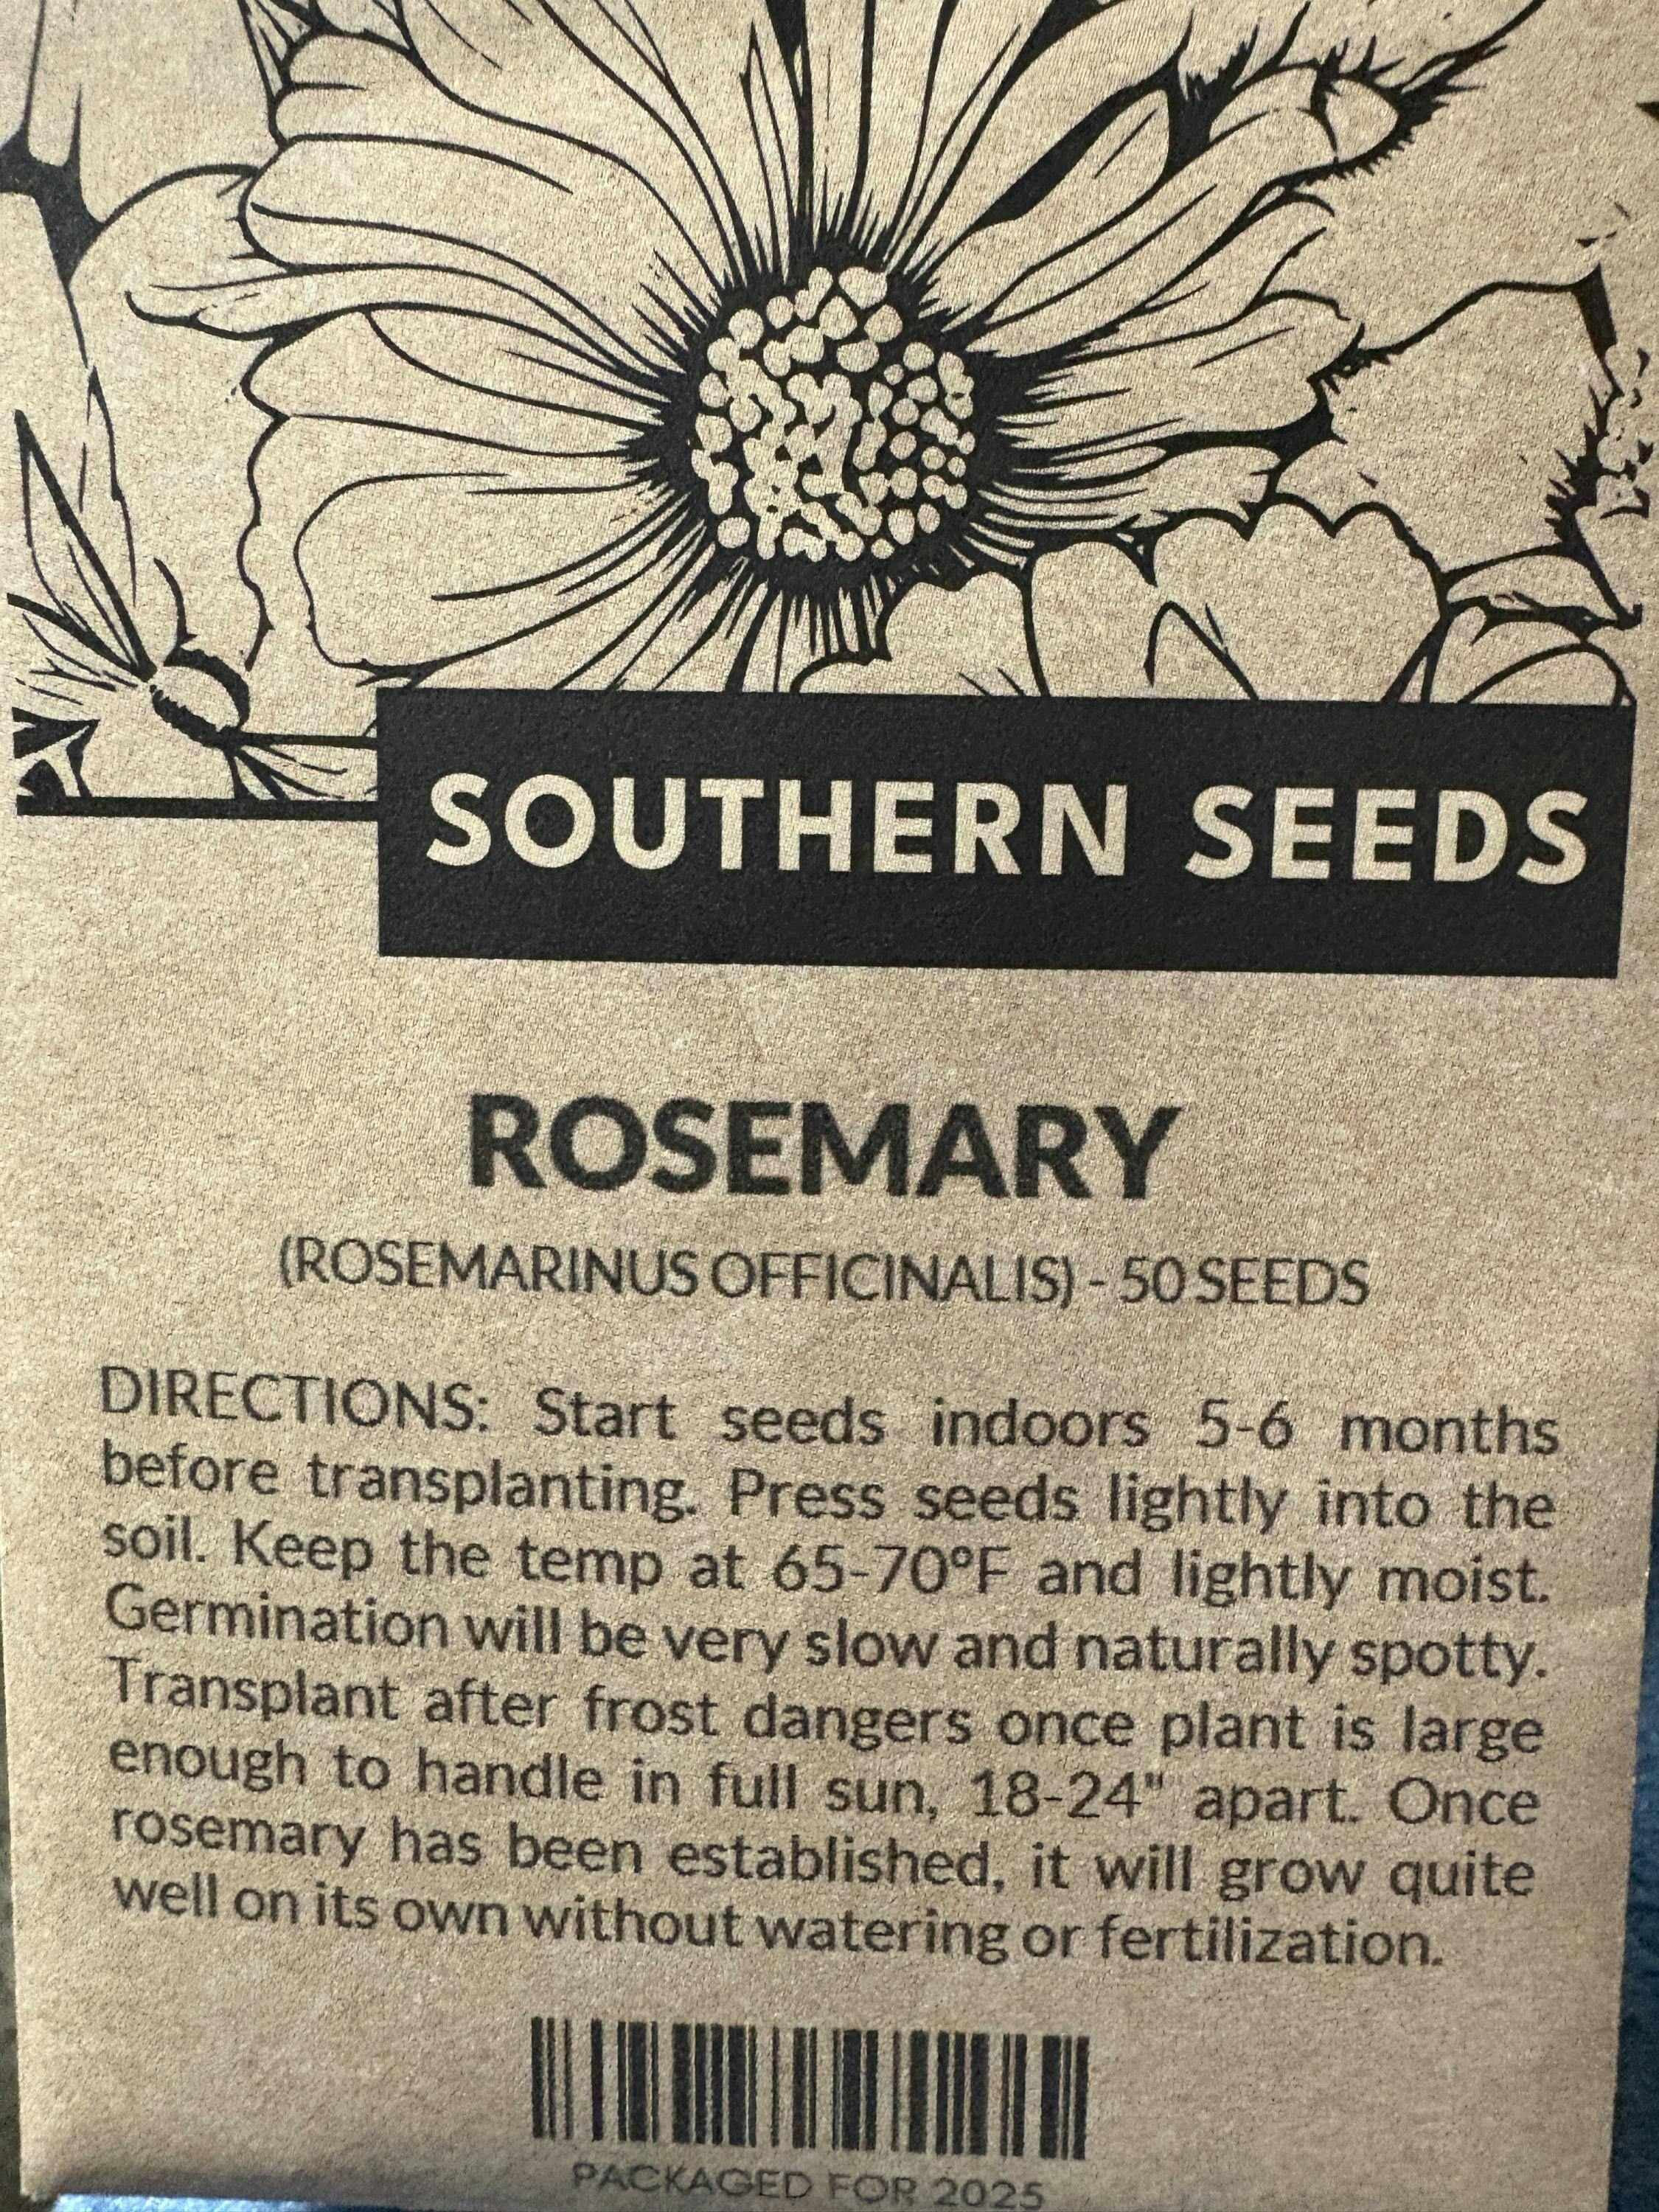 SOUTHERN SEEDS
ROSEMARY
(ROSEMARINUS OFFICINALIS) - 50 SEEDS
DIRECTIONS: Start seeds indoors 5-6 months
before transplanting. Press seeds lightly into the
soil. Keep the temp at 65-70°F and lightly moist.
Germination will be very slow and naturally spotty.
Transplant after frost dangers once plant is large
enough to handle in full sun, 18-24" apart. Once
rosemary has been established, it will grow quite
well on its own without watering or fertilization.
PACKAGED FOR 2025